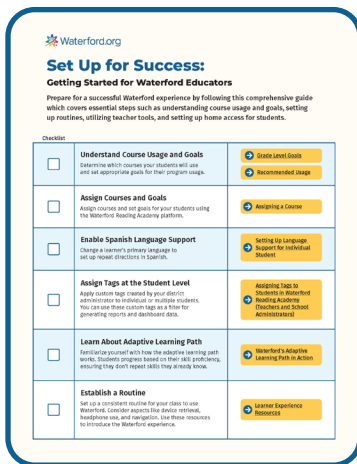 Waterford.org
Set Up for Success:
Getting Started for Waterford Educators
Prepare for a successful Waterford experience by following this comprehensive guide
which covers essential steps such as understanding course usage and goals, setting
up routines, utilizing teacher tools, and setting up home access for students.
Checklist
Understand Course Usage and Goals
Determine which courses your students will use
and set appropriate goals for their program usage.
Grade Level Goals
Recommended Usage
Assign Courses and Goals
Assign courses and set goals for your students using
the Waterford Reading Academy platform.
Assigning a Course
Enable Spanish Language Support
Change a learner's primary language to
set up repeat directions in Spanish.
Setting Up Language
Support for Individual
Student
Assign Tags at the Student Level
Apply custom tags created by your district
administrator to individual or multiple students.
You can use these custom tags as a filter for
generating reports and dashboard data.
Assigning Tags to
Students in Waterford
Reading Academy
(Teachers and School
Administrators)
Learn About Adaptive Learning Path
Familiarize yourself with how the adaptive learning path
works. Students progress based on their skill proficiency,
ensuring they don't repeat skills they already know.
Waterford's Adaptive
Learning Path in Action
Establish a Routine
Set up a consistent routine for your class to use
Waterford. Consider aspects like device retrieval,
headphone use, and navigation. Use these resources
to introduce the Waterford experience.
Learner Experience
Resources